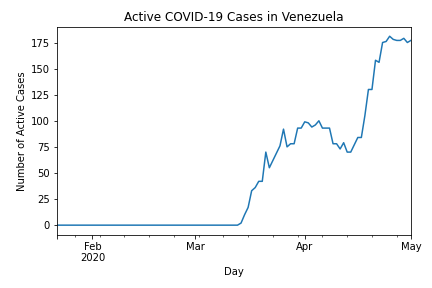 Active COVID-19 Cases in Venezuela
Number of Active Cases
175
150
125
100
75
50
25
0
Feb
2020
Mar
Apr
May
Day